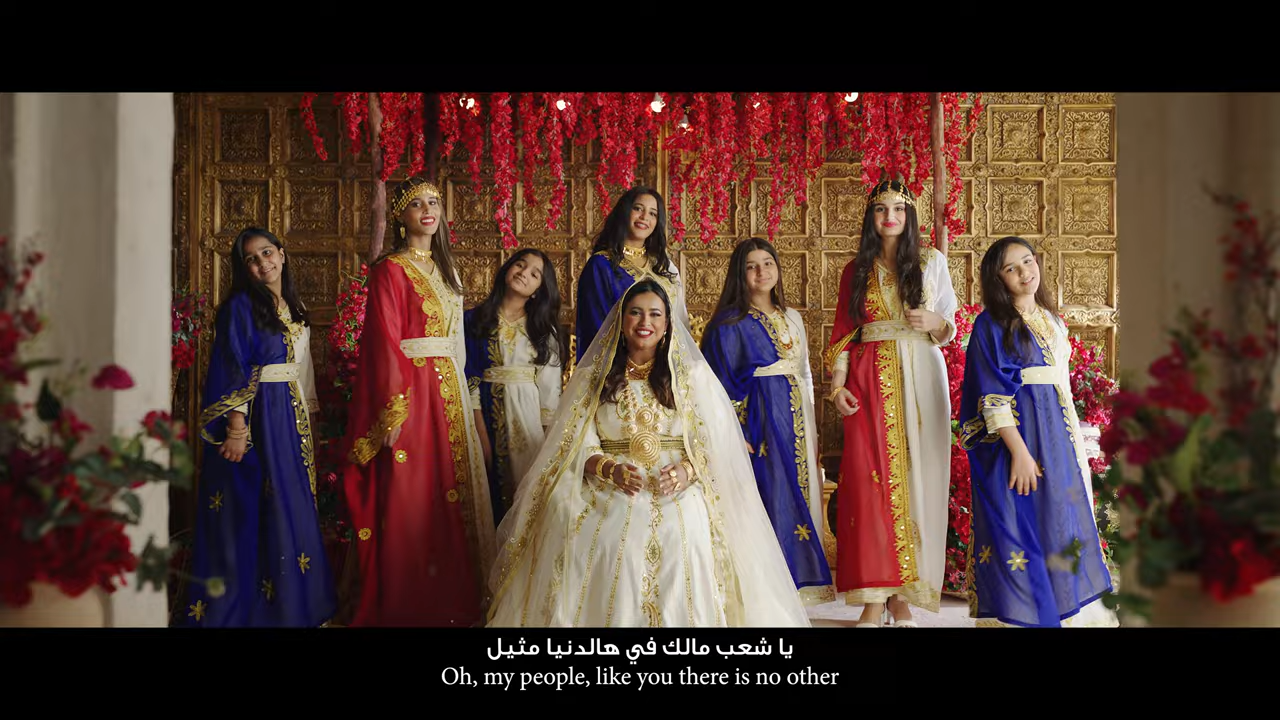 يا شعب مالك في هالدنيا مثيل
Oh, my people, like you there is no other